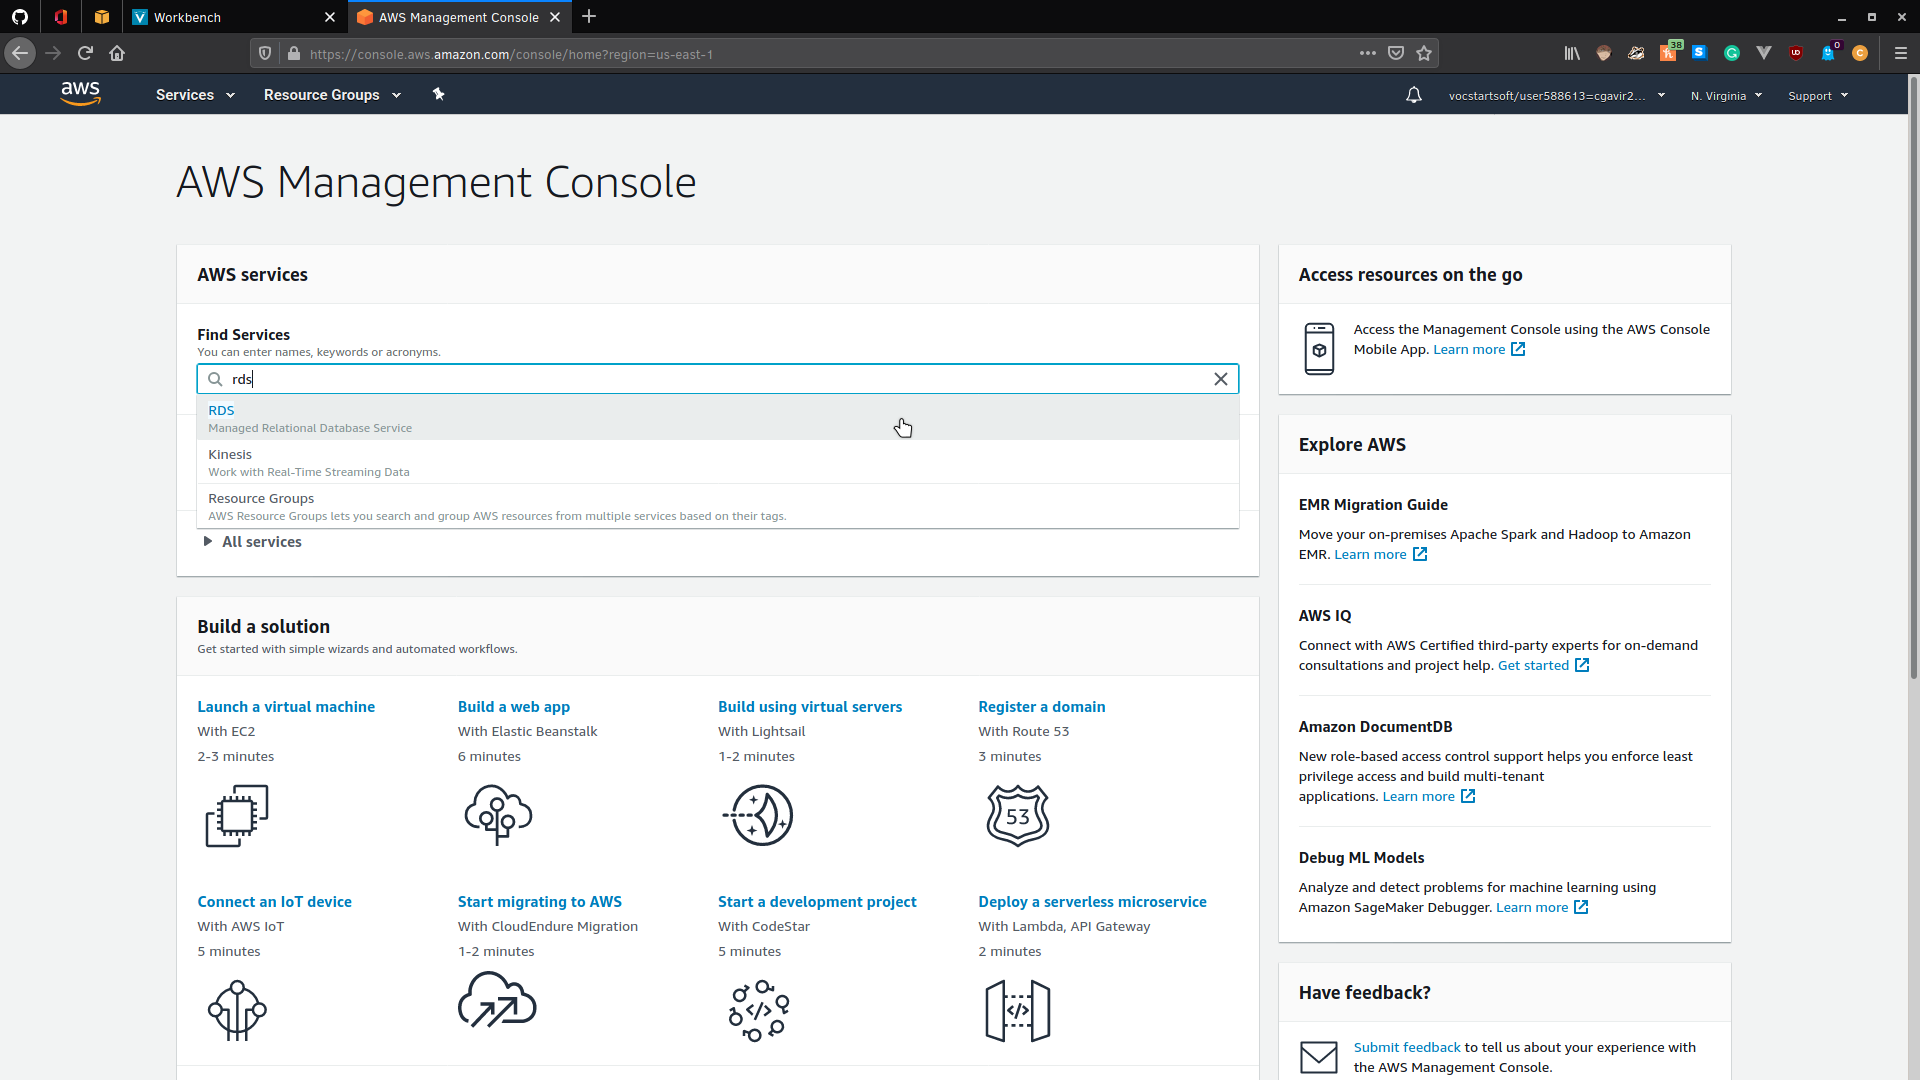 Workbench
AWS Management Console
https://console.aws.amazon.com/console/home?region=us-east-1
38
0
aws
Services
Resource Groups
vocstartsoft/user588613=cgavir2...
N. Virginia
Support
AWS Management Console
AWS services
Find Services
You can enter names, keywords or acronyms.
rds
RDS
Managed Relational Database Service
Kinesis
Work with Real-Time Streaming Data
Resource Groups
AWS Resource Groups lets you search and group AWS resources from multiple services based on their tags.
All services
Build a solution
Get started with simple wizards and automated workflows.
Launch a virtual machine
With EC2
2-3 minutes
Build a web app
With Elastic Beanstalk
6 minutes
Build using virtual servers
With Lightsail
1-2 minutes
Register a domain
With Route 53
3 minutes
53
Connect an IoT device
With AWS IoT
5 minutes
Start migrating to AWS
With CloudEndure Migration
1-2 minutes
Start a development project
With CodeStar
5 minutes
Deploy a serverless microservice
With Lambda, API Gateway
2 minutes
Access resources on the go
Access the Management Console using the AWS Console
Mobile App. Learn more
Explore AWS
EMR Migration Guide
Move your on-premises Apache Spark and Hadoop to Amazon
EMR. Learn more
AWS IQ
Connect with AWS Certified third-party experts for on-demand
consultations and project help. Get started
Amazon DocumentDB
New role-based access control support helps you enforce least
privilege access and build multi-tenant
applications. Learn more
Debug ML Models
Analyze and detect problems for machine learning using
Amazon SageMaker Debugger. Learn more
Have feedback?
Submit feedback to tell us about your experience with
the AWS Management Console.